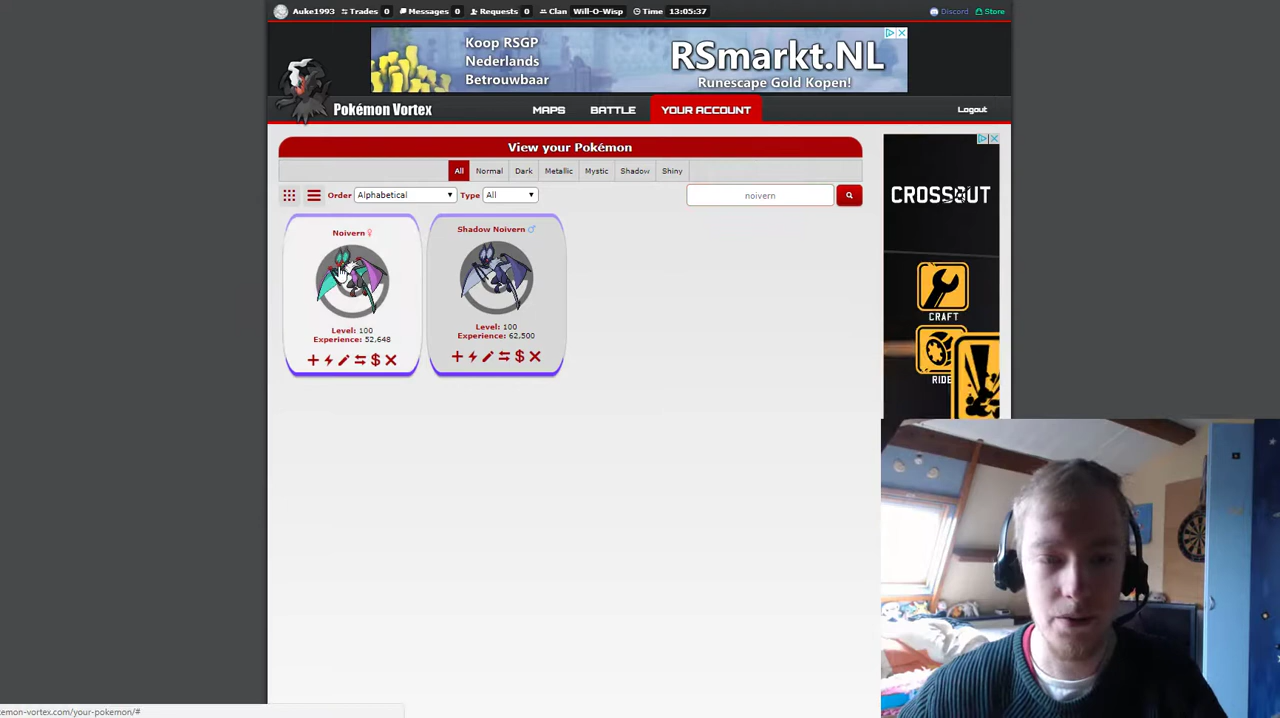 Auke1993 Trades 0 Messages 0 Requests 0 Clan Will-O-Wisp Time 13:05:37 Discord Store
Koop RSGP
Nederlands
Betrouwbaar
RSmarkt.NL
Runescape Gold Kopen!
Pokémon Vortex MAPS BATTLE YOUR ACCOUNT Logout
View your Pokémon
All Normal Dark Metallic Mystic Shadow Shiny
Order Alphabetical Type All noivern
Noivern♀
Level: 100
Experience: 52,648
Shadow Noivern♂
Level: 100
Experience: 62,500
CROSSOUT
CRAFT
RIDE
kemon-vortex.com/your-pokemon/#